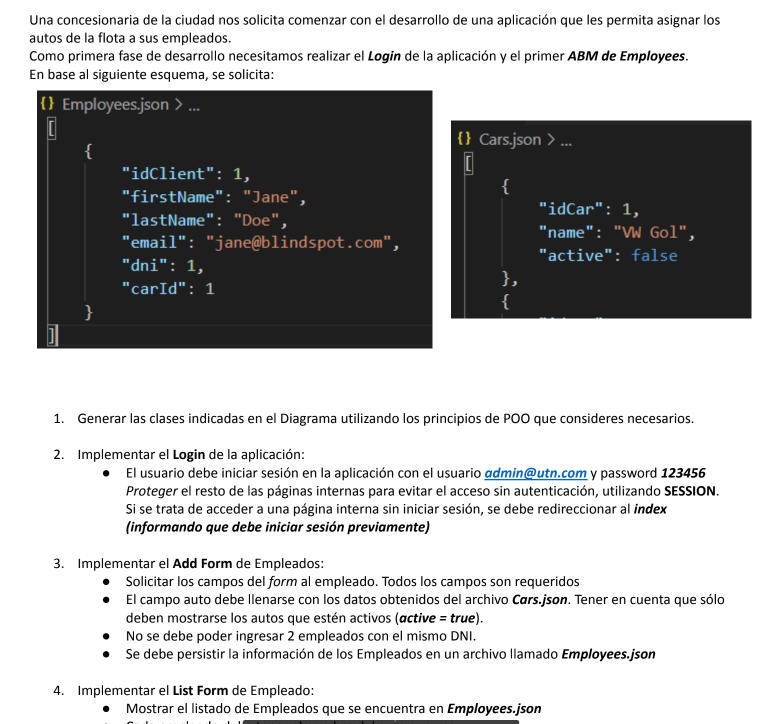 Una concesionaria de la ciudad nos solicita comenzar con el desarrollo de una aplicación que les permita asignar los
autos de la flota a sus empleados.
Como primera fase de desarrollo necesitamos realizar el Login de la aplicación y el primer ABM de Employees.
En base al siguiente esquema, se solicita:
{} Employees.json > ...
[
{
"idClient": 1,
"firstName": "Jane",
"lastName": "Doe",
"email": "jane@blindspot.com",
"dni": 1,
"carId": 1
}
]
{} Cars.json > ...
[
{
"idCar": 1,
"name": "VW Gol",
"active": false
},
{
1. Generar las clases indicadas en el Diagrama utilizando los principios de POO que consideres necesarios.
2. Implementar el Login de la aplicación:
● El usuario debe iniciar sesión en la aplicación con el usuario admin@utn.com y password 123456
Proteger el resto de las páginas internas para evitar el acceso sin autenticación, utilizando SESSION.
Si se trata de acceder a una página interna sin iniciar sesión, se debe redireccionar al index
(informando que debe iniciar sesión previamente)
3. Implementar el Add Form de Empleados:
● Solicitar los campos del form al empleado. Todos los campos son requeridos
● El campo auto debe llenarse con los datos obtenidos del archivo Cars.json. Tener en cuenta que sólo
deben mostrarse los autos que estén activos (active = true).
● No se debe poder ingresar 2 empleados con el mismo DNI.
● Se debe persistir la información de los Empleados en un archivo llamado Employees.json
4. Implementar el List Form de Empleado:
● Mostrar el listado de Empleados que se encuentra en Employees.json